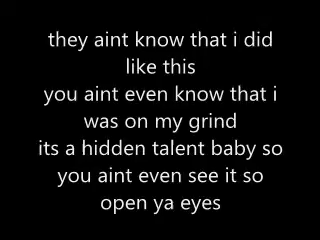 they aint know that i did
like this
you aint even know that i
was on my grind
its a hidden talent baby so
you aint even see it so
open ya eyes